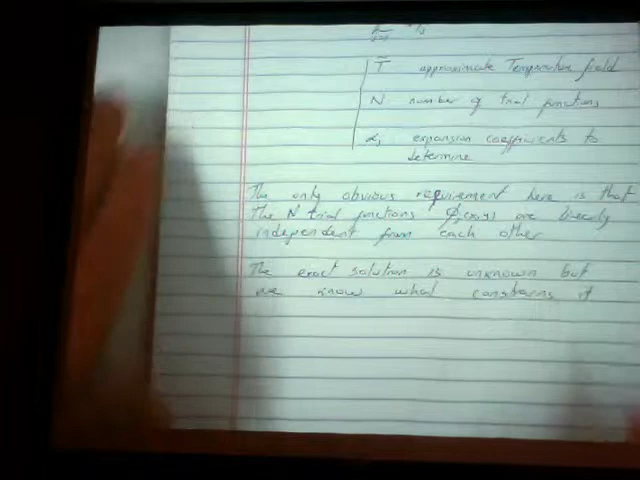 T̃ approximate Temperature field
N number of trial functions
αⱼ expansion coefficients to
determine
The only obvious requirement here is that
the N trial functions ϕⱼ(x,y) are linearly
independent from each other
The exact solution is unknown but
we know what constrains it